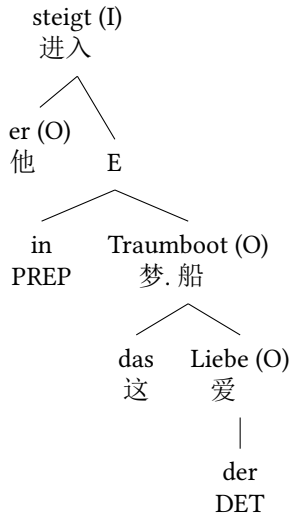 steigt (I)
进入
er (O)
他
E
in
PREP
Traumboot (O)
梦. 船
das
这
Liebe (O)
爱
der
DET